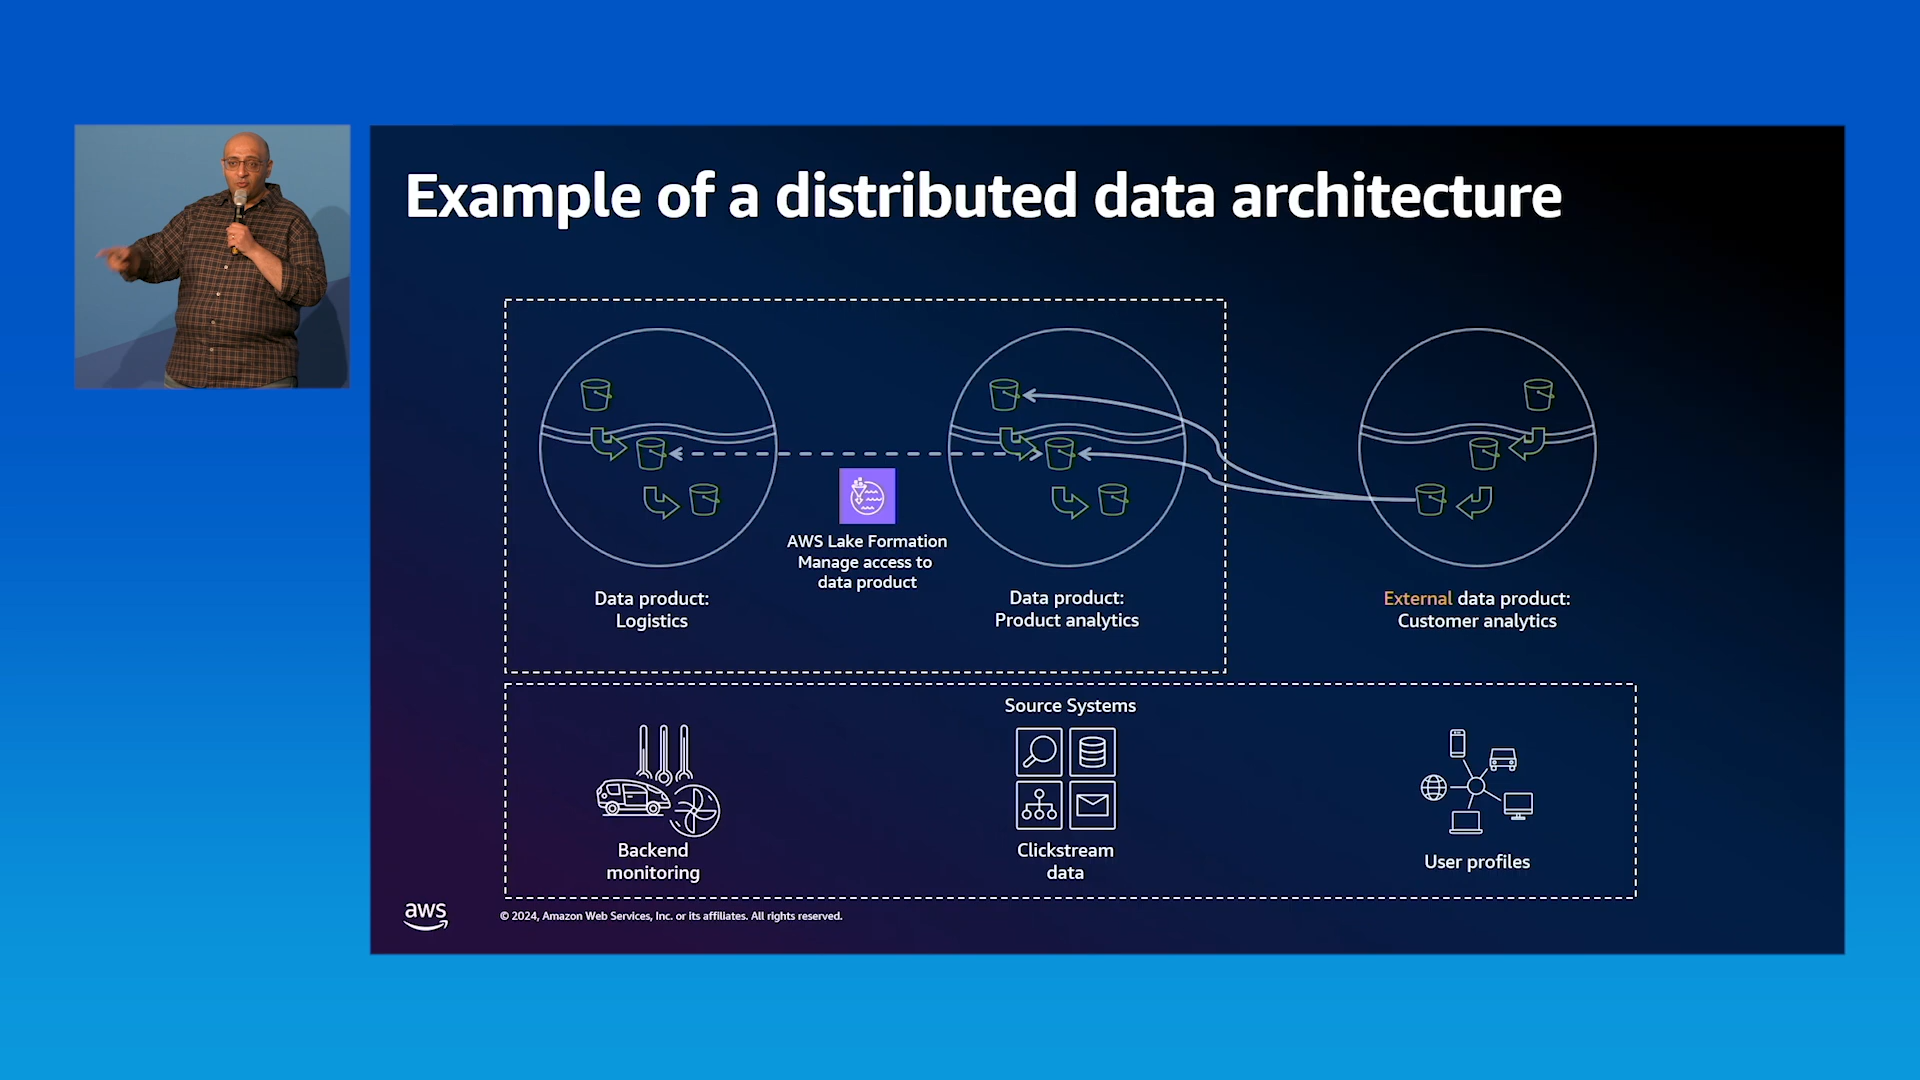 Example of a distributed data architecture
AWS Lake Formation
Manage access to
data product
Data product:
Logistics
Data product:
Product analytics
External data product:
Customer analytics
Source Systems
Backend
monitoring
Clickstream
data
User profiles
aws
© 2024, Amazon Web Services, Inc. or its affiliates. All rights reserved.